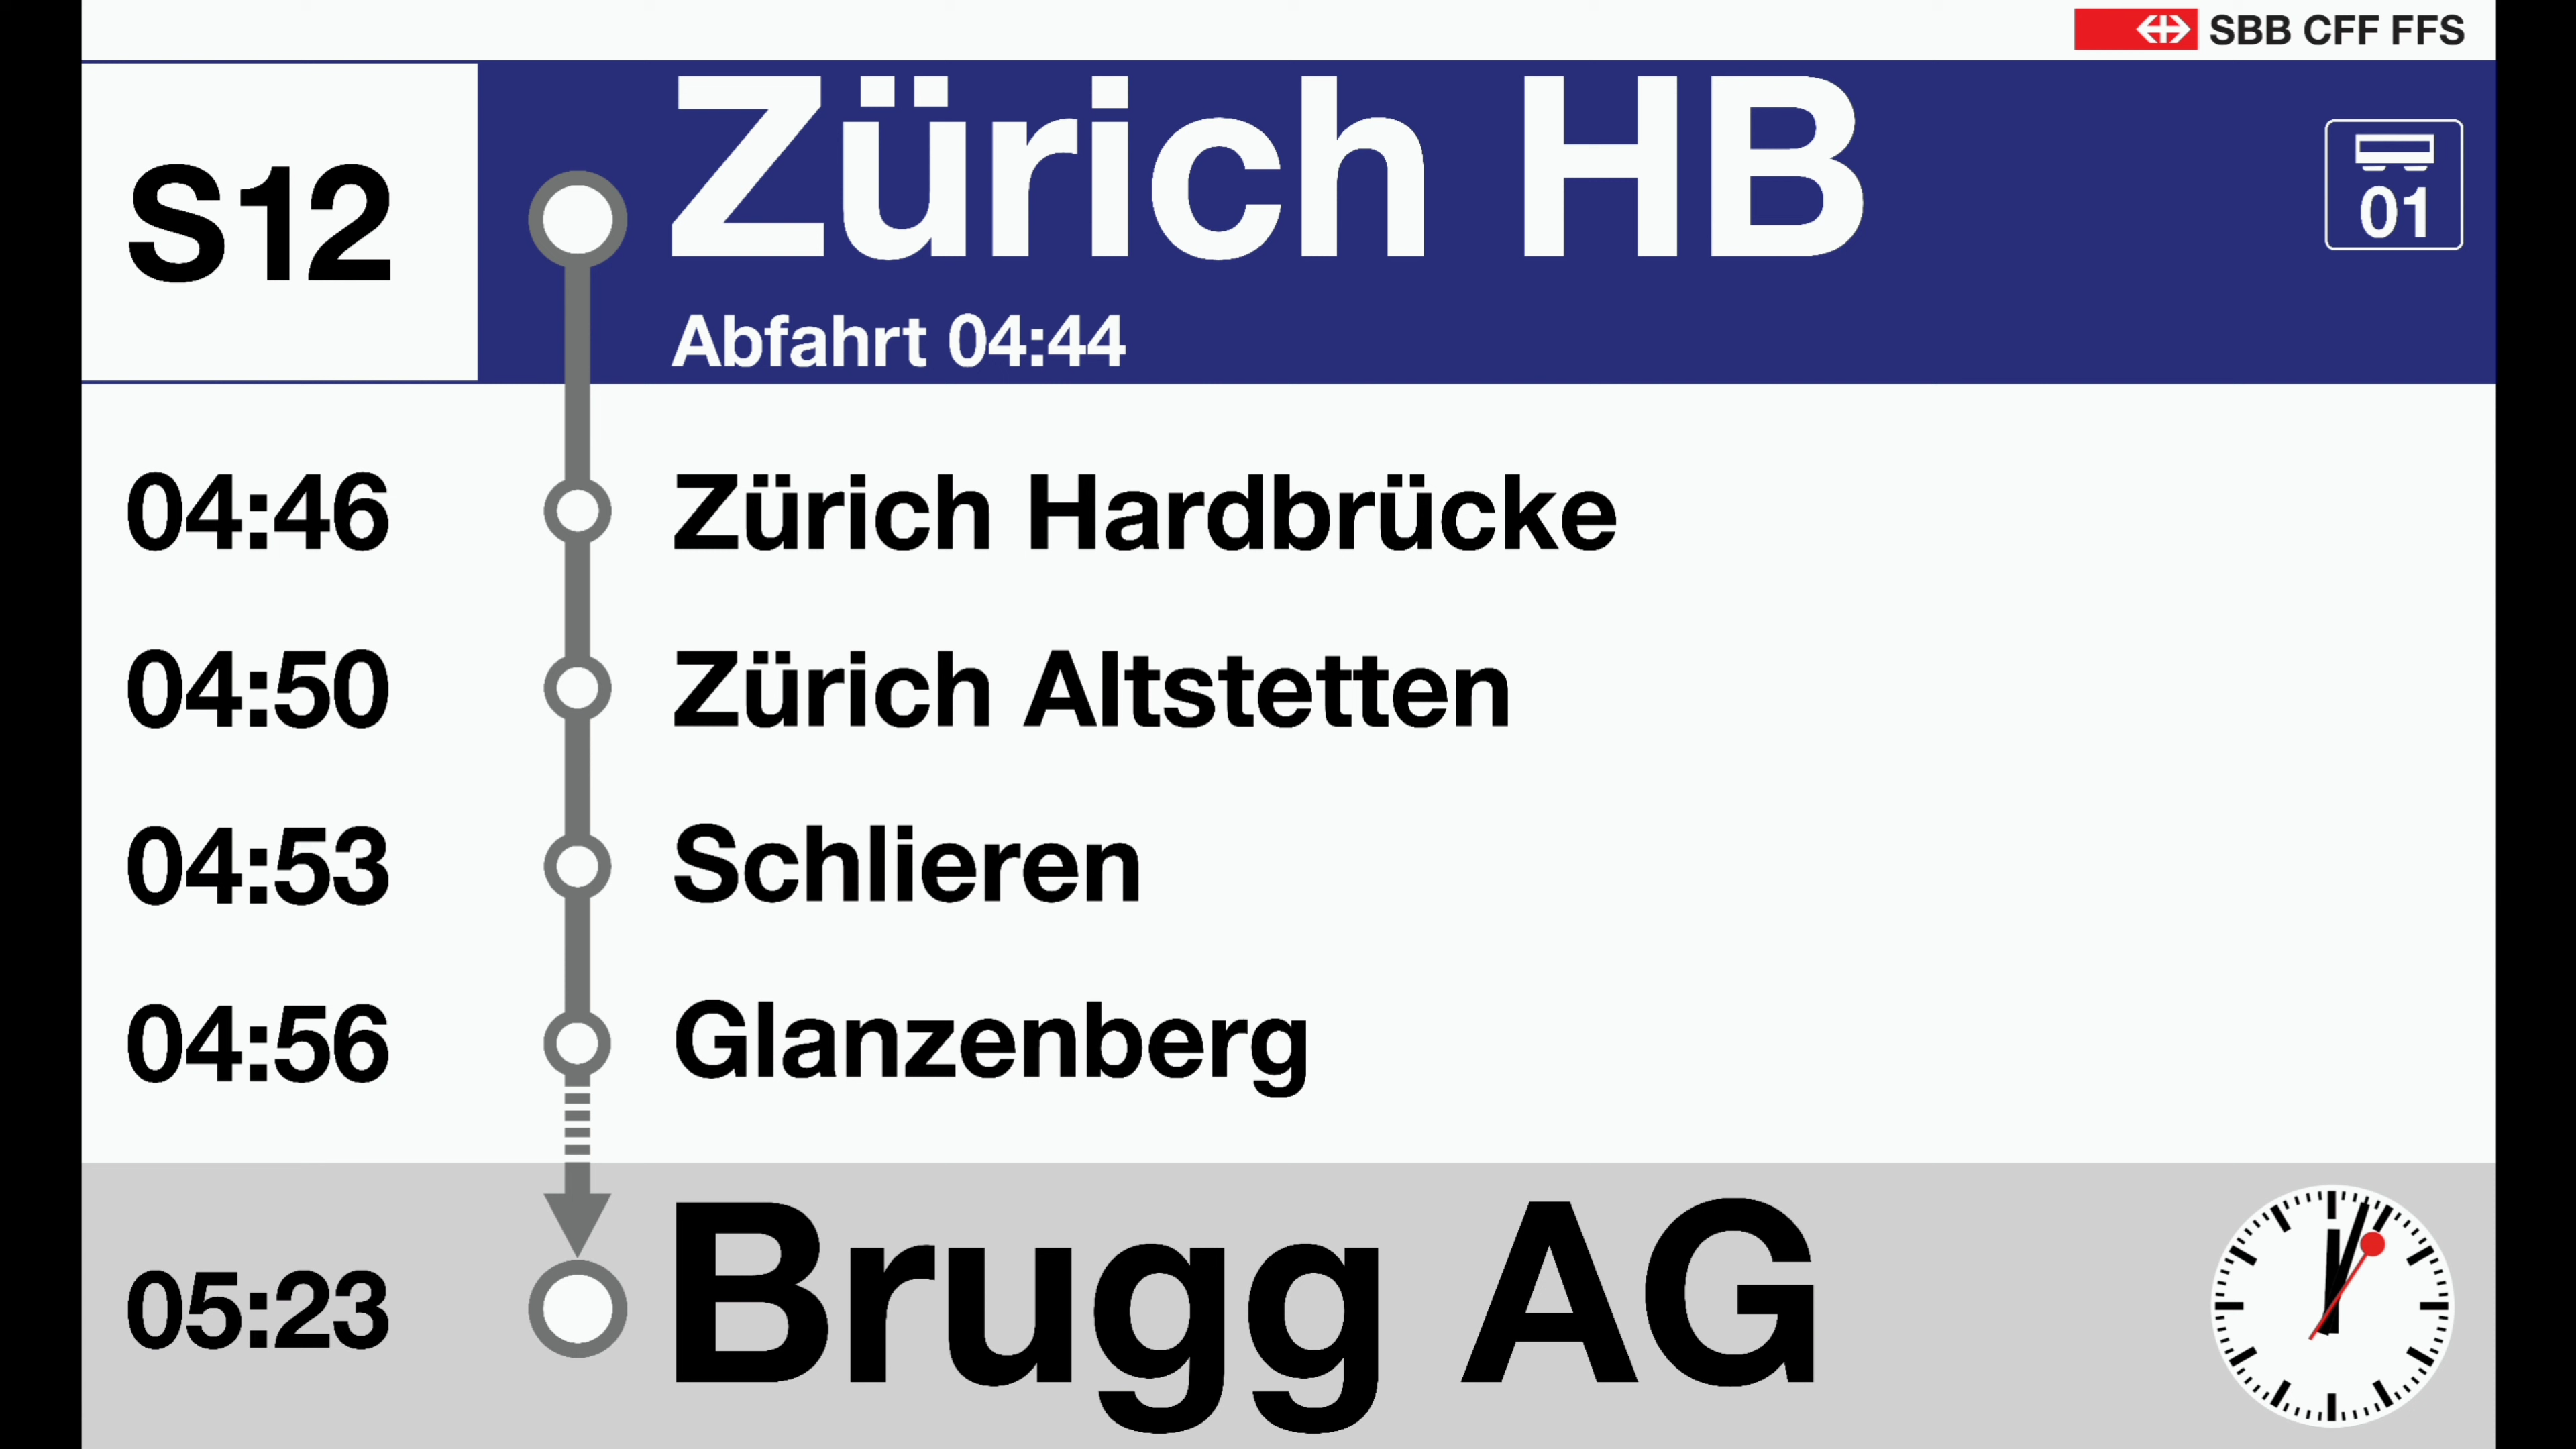 SBB CFF FFS
S12
Zürich HB
01
Abfahrt 04:44
04:46 Zürich Hardbrücke
04:50 Zürich Altstetten
04:53 Schlieren
04:56 Glanzenberg
05:23 Brugg AG